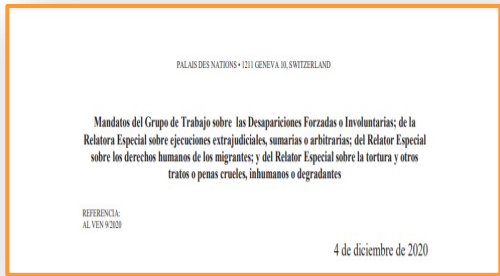 PALAIS DES NATIONS • 1211 GENEVA 10, SWITZERLAND
Mandatos del Grupo de Trabajo sobre las Desapariciones Forzadas o Involuntarias; de la
Relatora Especial sobre ejecuciones extrajudiciales, sumarias o arbitrarias; del Relator Especial
sobre los derechos humanos de los migrantes; y del Relator Especial sobre la tortura y otros
tratos o penas crueles, inhumanos o degradantes
REFERENCIA:
AL VEN 9/2020
4 de diciembre de 2020